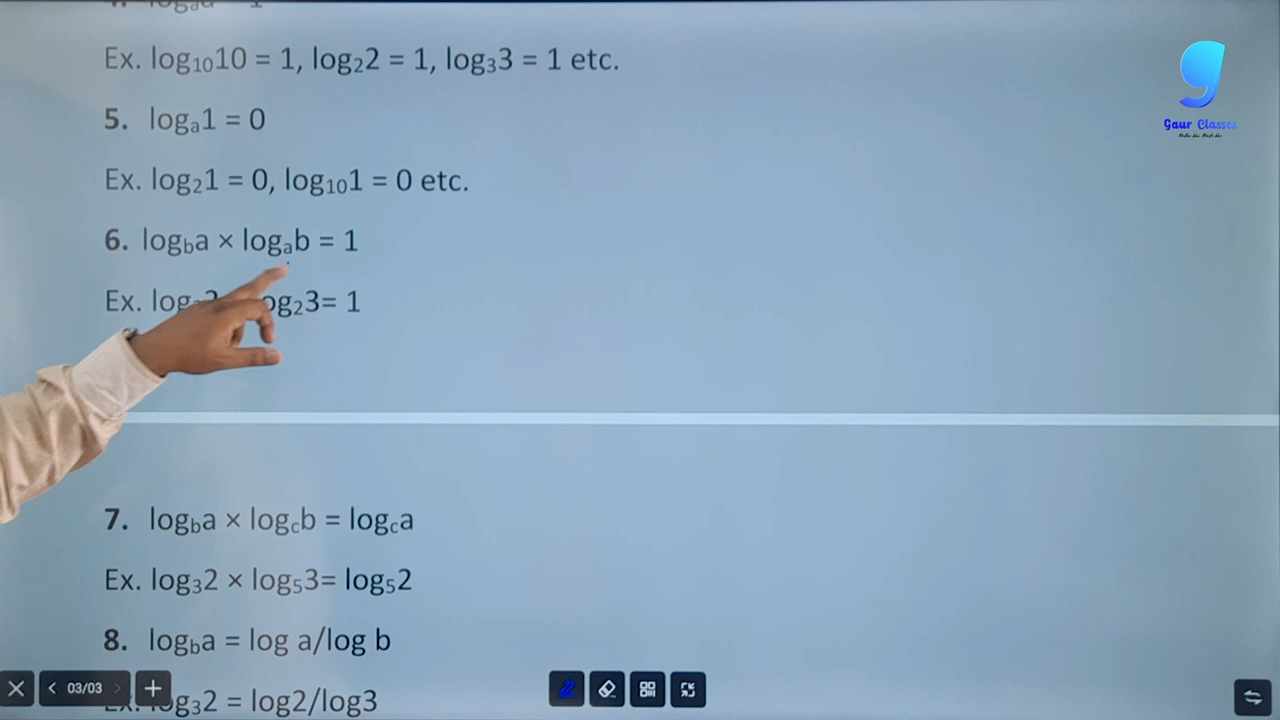 Ex. log₁₀10 = 1, log₂2 = 1, log₃3 = 1 etc.
5. logₐ1 = 0
Ex. log₂1 = 0, log₁₀1 = 0 etc.
6. log_b a × logₐb = 1
Ex. log og₂3= 1
7. log_b a × log_c b = log_c a
Ex. log₃2 × log₅3= log₅2
8. log_b a = log a/log b
g₃2 = log2/log3
03/03
Gaur Classes